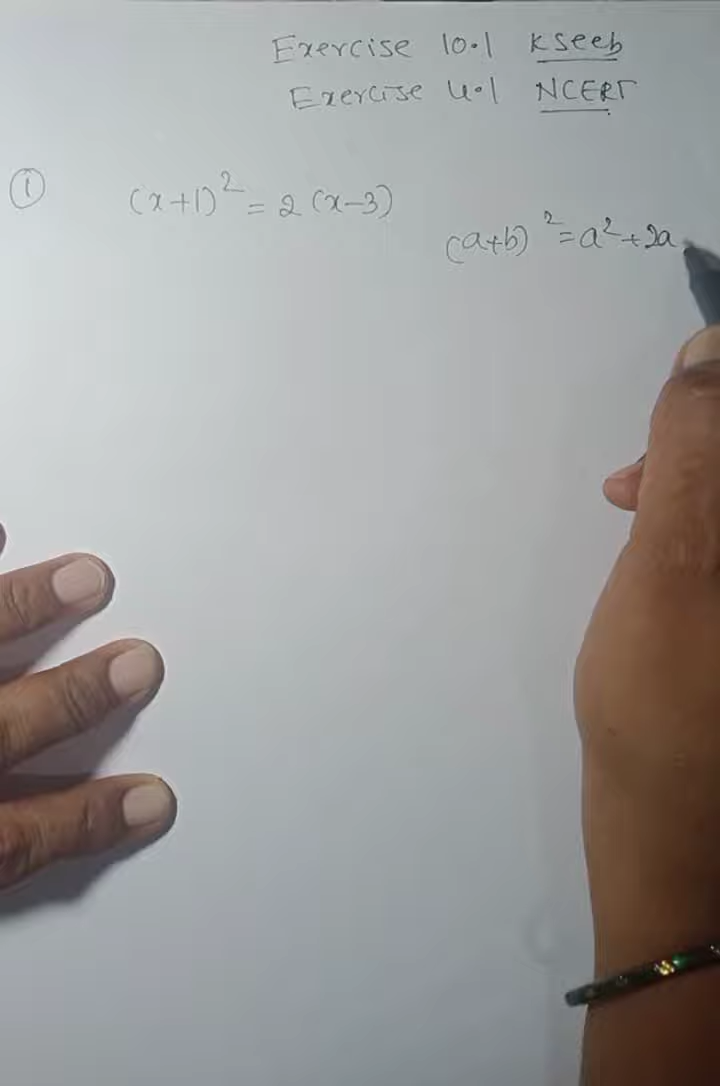 Exercise 10.1 kseeb
Exercise 4.1 NCERT
① (x+1)² = 2 (x-3)
(a+b)² = a² + 2a